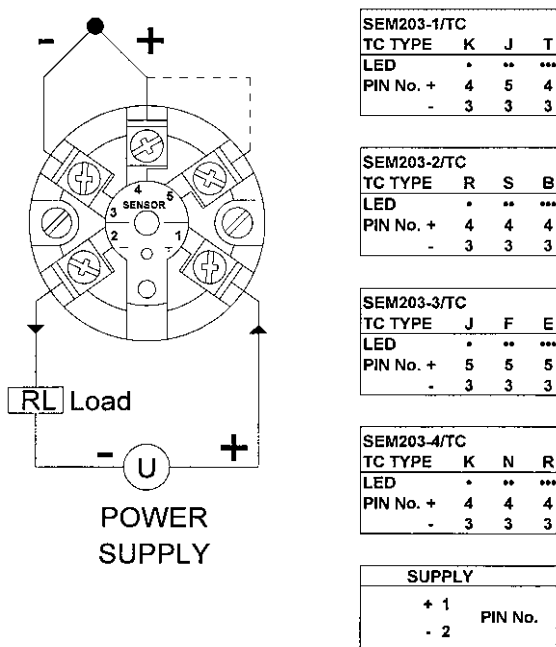 - +
4
3 5
SENSOR
2 1
RL Load
- U +
POWER
SUPPLY
SEM203-1/TC
TC TYPE K J T
LED • •• •••
PIN No. + 4 5 4
- 3 3 3
SEM203-2/TC
TC TYPE R S B
LED • •• •••
PIN No. + 4 4 4
- 3 3 3
SEM203-3/TC
TC TYPE J F E
LED • •• •••
PIN No. + 5 5 5
- 3 3 3
SEM203-4/TC
TC TYPE K N R
LED • •• •••
PIN No. + 4 4 4
- 3 3 3
SUPPLY
+ 1
PIN No.
- 2